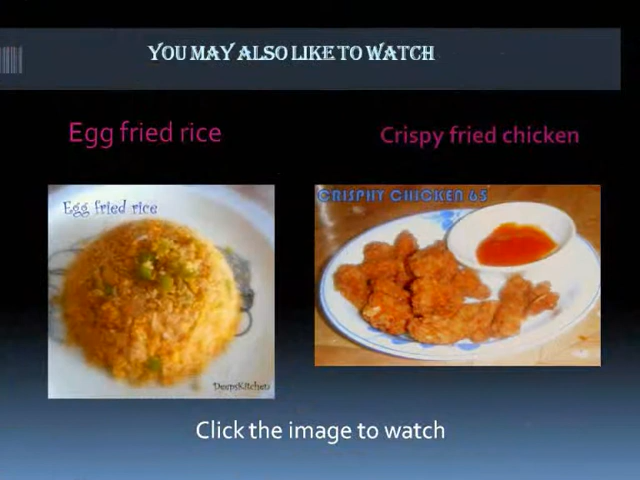 YOU MAY ALSO LIKE TO WATCH
Egg fried rice
Crispy fried chicken
Egg fried rice
CRISPHY CHICKEN 65
DeepsKitchen
Click the image to watch